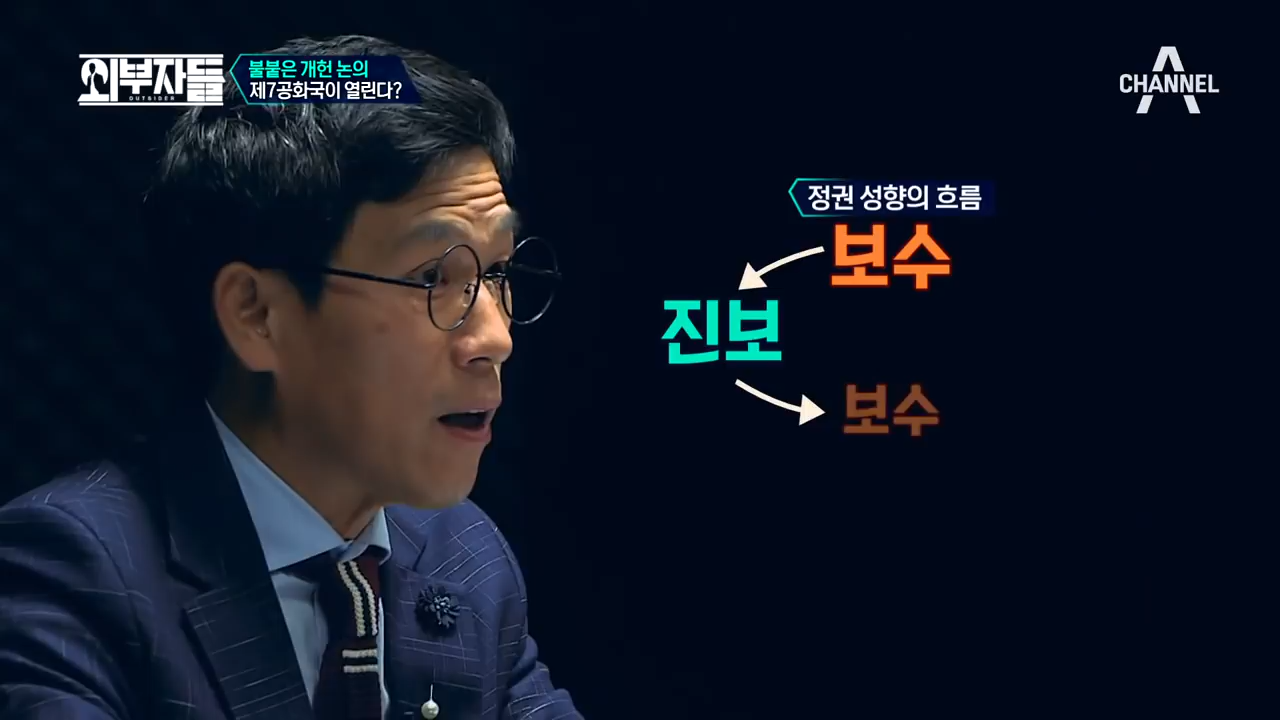 외부자들
OUTSIDER
불붙은 개헌 논의
제7공화국이 열린다?
CHANNEL A
정권 성향의 흐름
보수
진보
보수